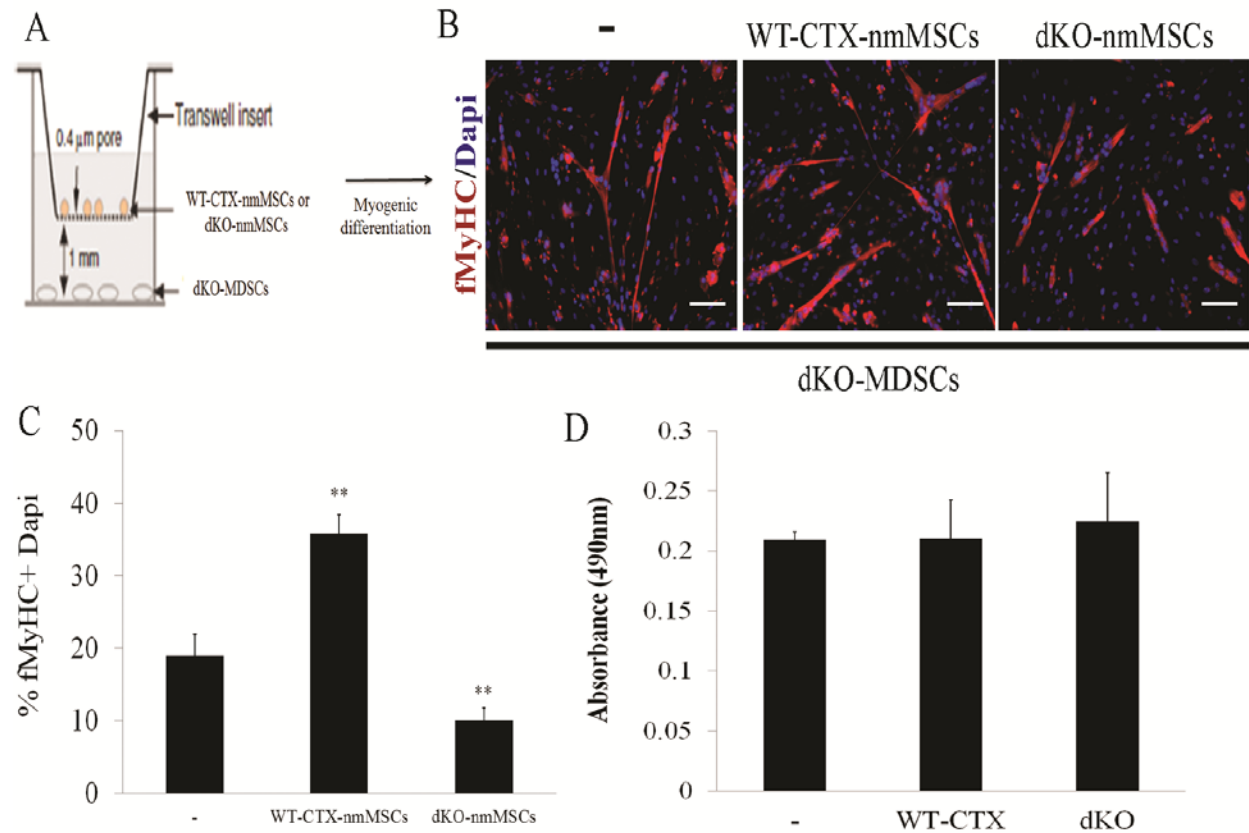 A
Transwell insert
0.4 µm pore
WT-CTX-nmMSCs or
dKO-nmMSCs
1 mm
dKO-MDSCs
Myogenic
differentiation
B
-
WT-CTX-nmMSCs
dKO-nmMSCs
fMyHC/Dapi
dKO-MDSCs
C
% fMyHC+ Dapi
50
40
30
20
10
0
**
**
-
WT-CTX-nmMSCs
dKO-nmMSCs
D
Absorbance (490nm)
0.3
0.25
0.2
0.15
0.1
0.05
0
-
WT-CTX
dKO